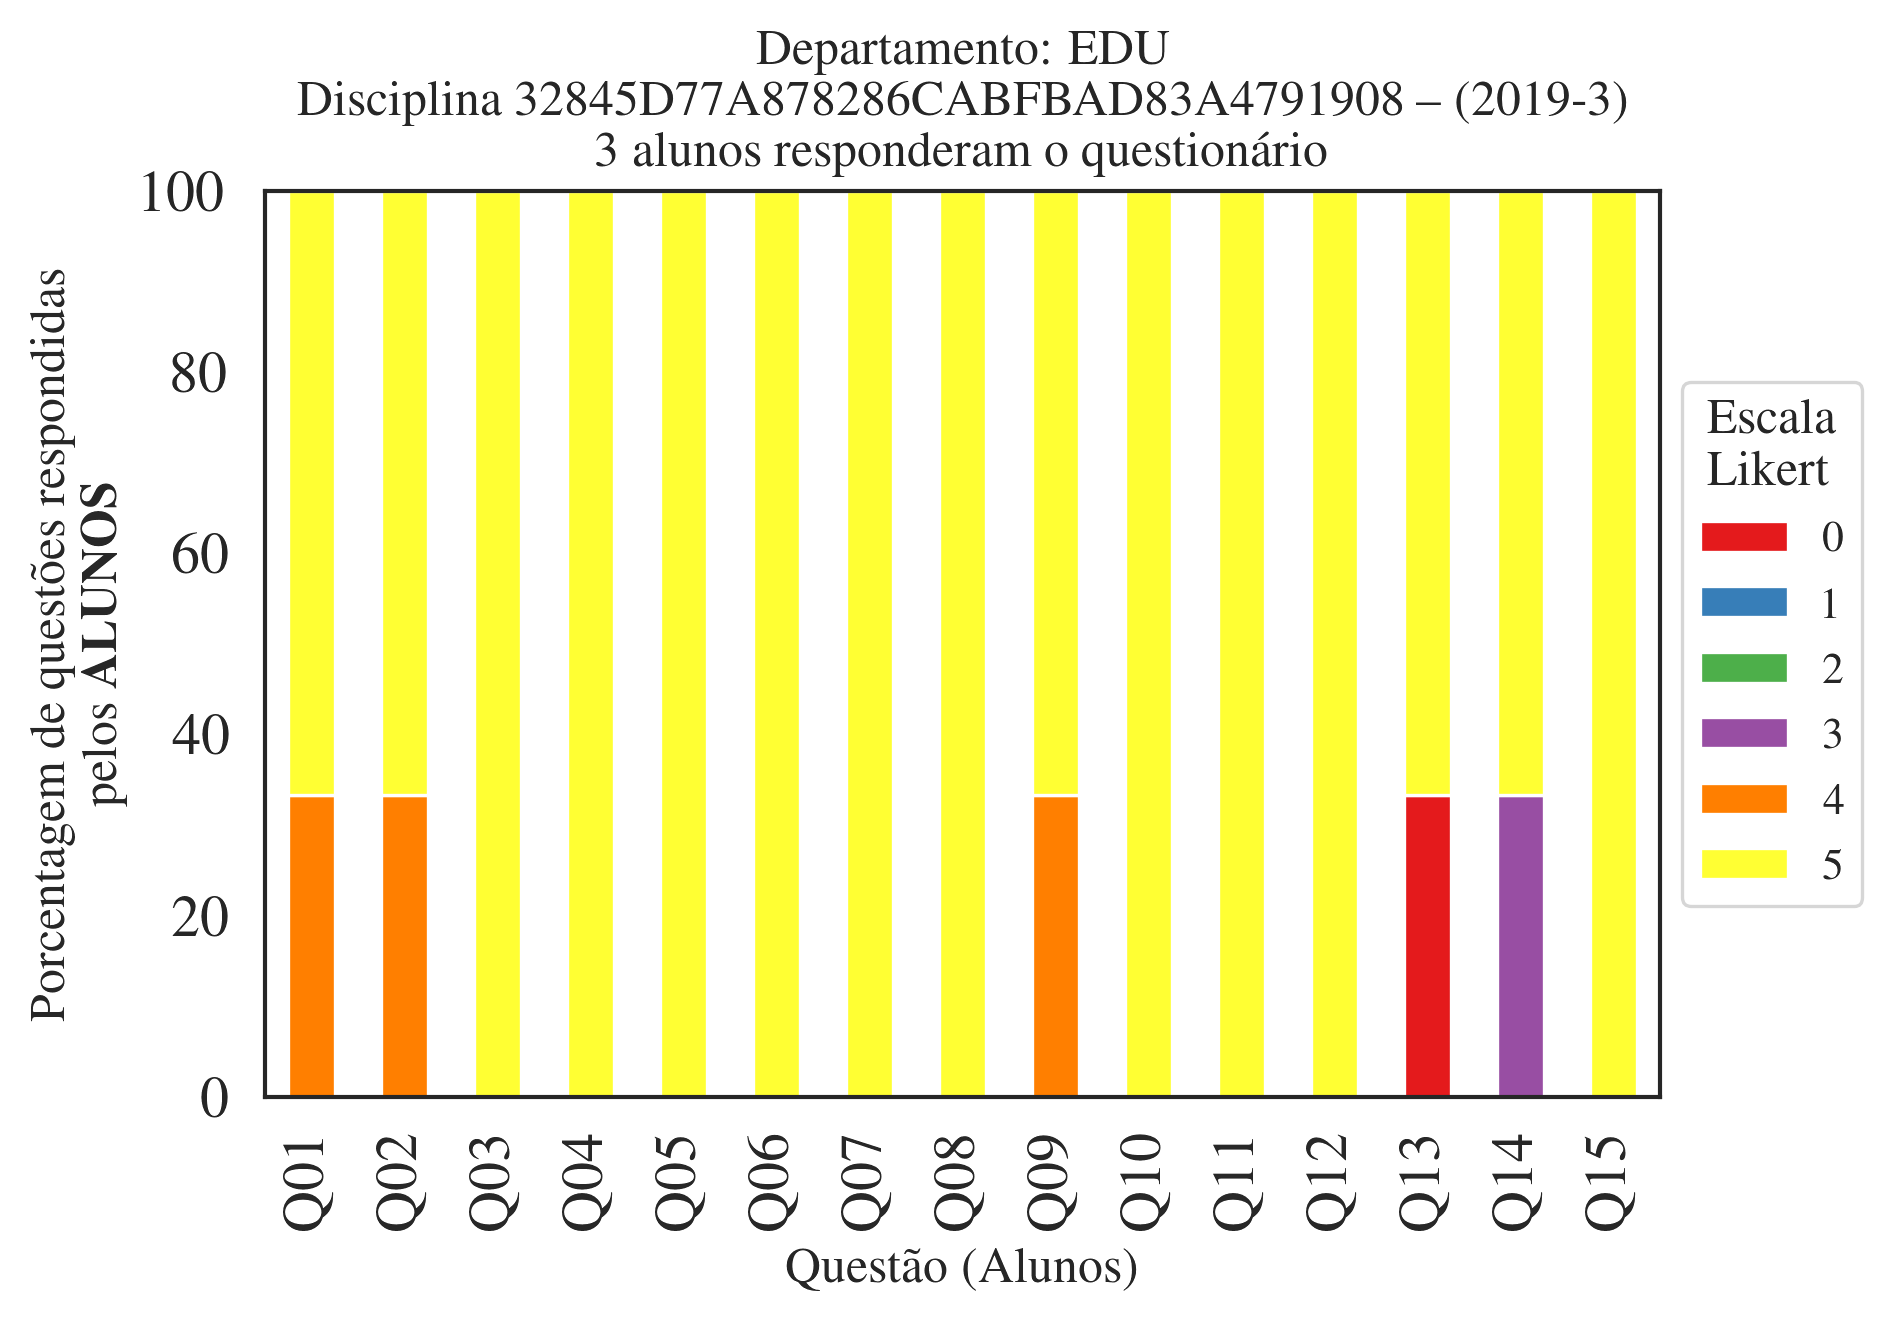 Departamento: EDU
Disciplina 32845D77A878286CABFBAD83A4791908 – (2019-3)
3 alunos responderam o questionário
Porcentagem de questões respondidas
pelos ALUNOS
100
80
60
40
20
0
Q01
Q02
Q03
Q04
Q05
Q06
Q07
Q08
Q09
Q10
Q11
Q12
Q13
Q14
Q15
Questão (Alunos)
Escala
Likert
0
1
2
3
4
5